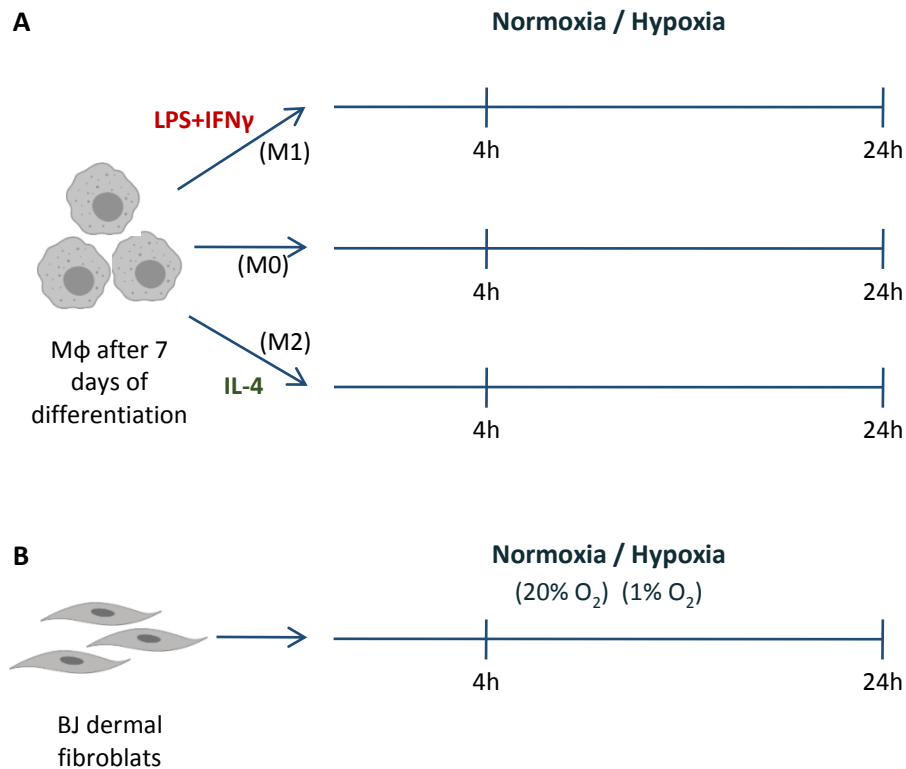 A
Normoxia / Hypoxia
LPS+IFNγ
(M1)
4h
24h
(M0)
4h
24h
(M2)
IL-4
4h
24h
Mϕ after 7
days of
differentiation
B
Normoxia / Hypoxia
(20% O₂) (1% O₂)
4h
24h
BJ dermal
fibroblats